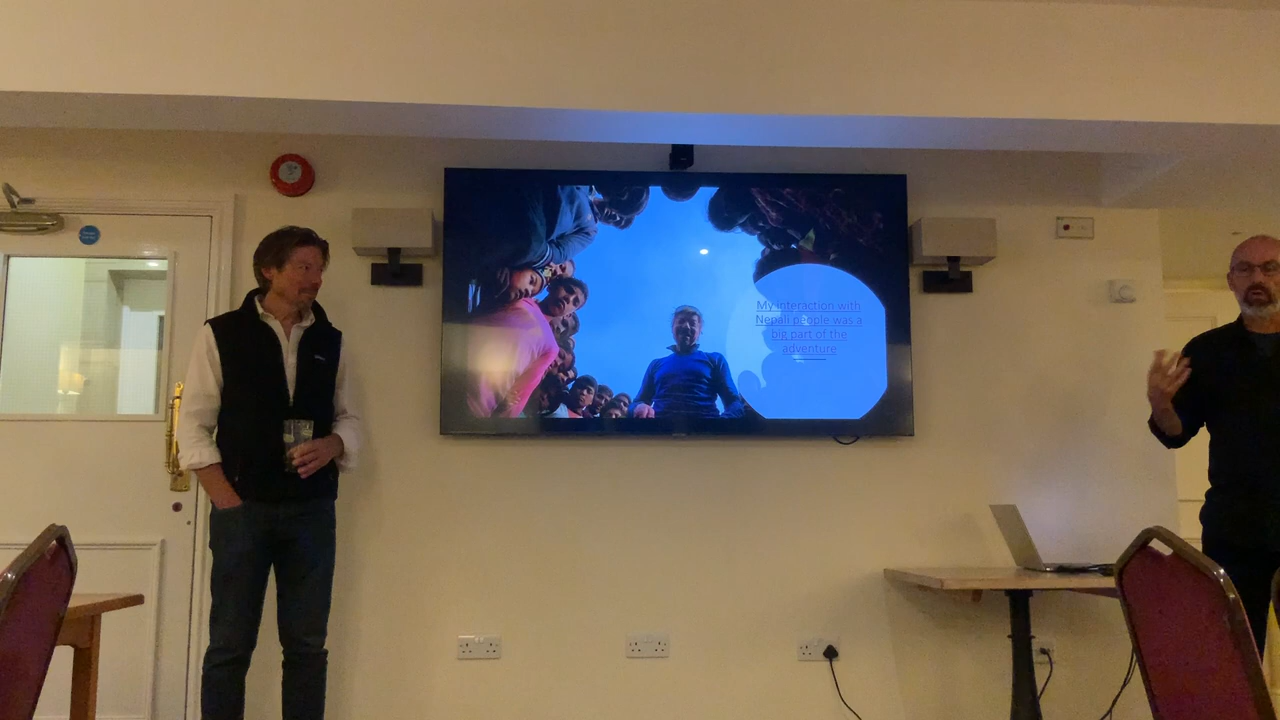 My interaction with
Nepali people was a
big part of the
adventure